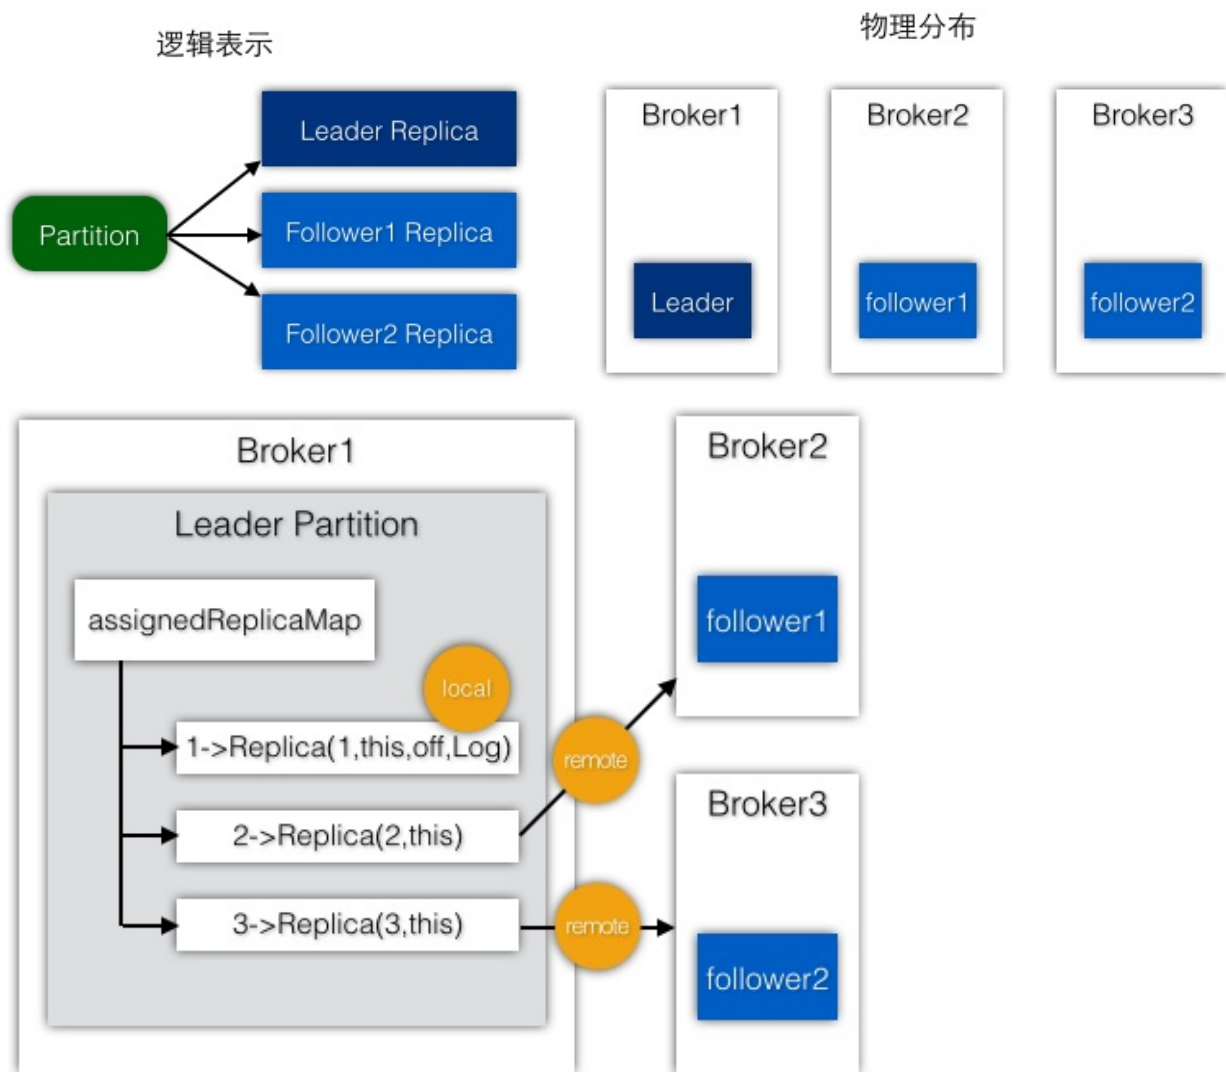 逻辑表示
物理分布
Partition
Leader Replica
Follower1 Replica
Follower2 Replica
Broker1
Leader
Broker2
follower1
Broker3
follower2
Broker1
Leader Partition
assignedReplicaMap
local
1->Replica(1,this,off,Log)
2->Replica(2,this)
3->Replica(3,this)
remote
remote
Broker2
follower1
Broker3
follower2